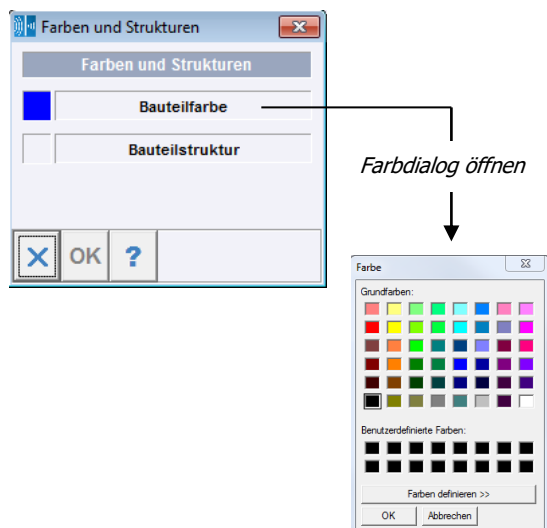 Farben und Strukturen
Farben und Strukturen
Bauteilfarbe
Bauteilstruktur
OK ?
Farbdialog öffnen
Farbe
Grundfarben:
Benutzerdefinierte Farben:
Farben definieren >>
OK Abbrechen